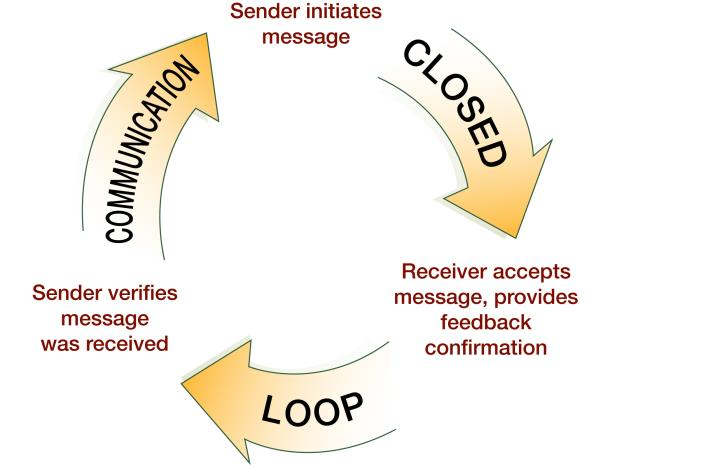 Sender initiates
message
CLOSED
Receiver accepts
message, provides
feedback
confirmation
LOOP
Sender verifies
message
was received
COMMUNICATION